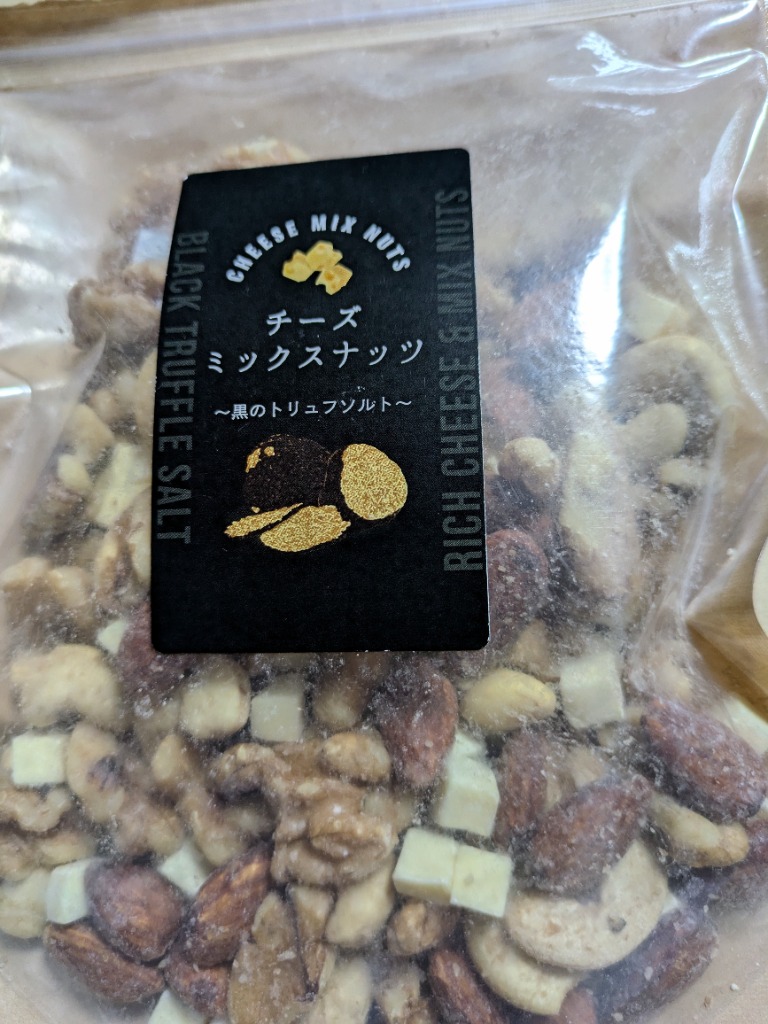 CHEESE MIX NUTS
チーズ
ミックスナッツ
～黒のトリュフソルト～
BLACK TRUFFLE SALT
RICH CHEESE & MIX NUTS